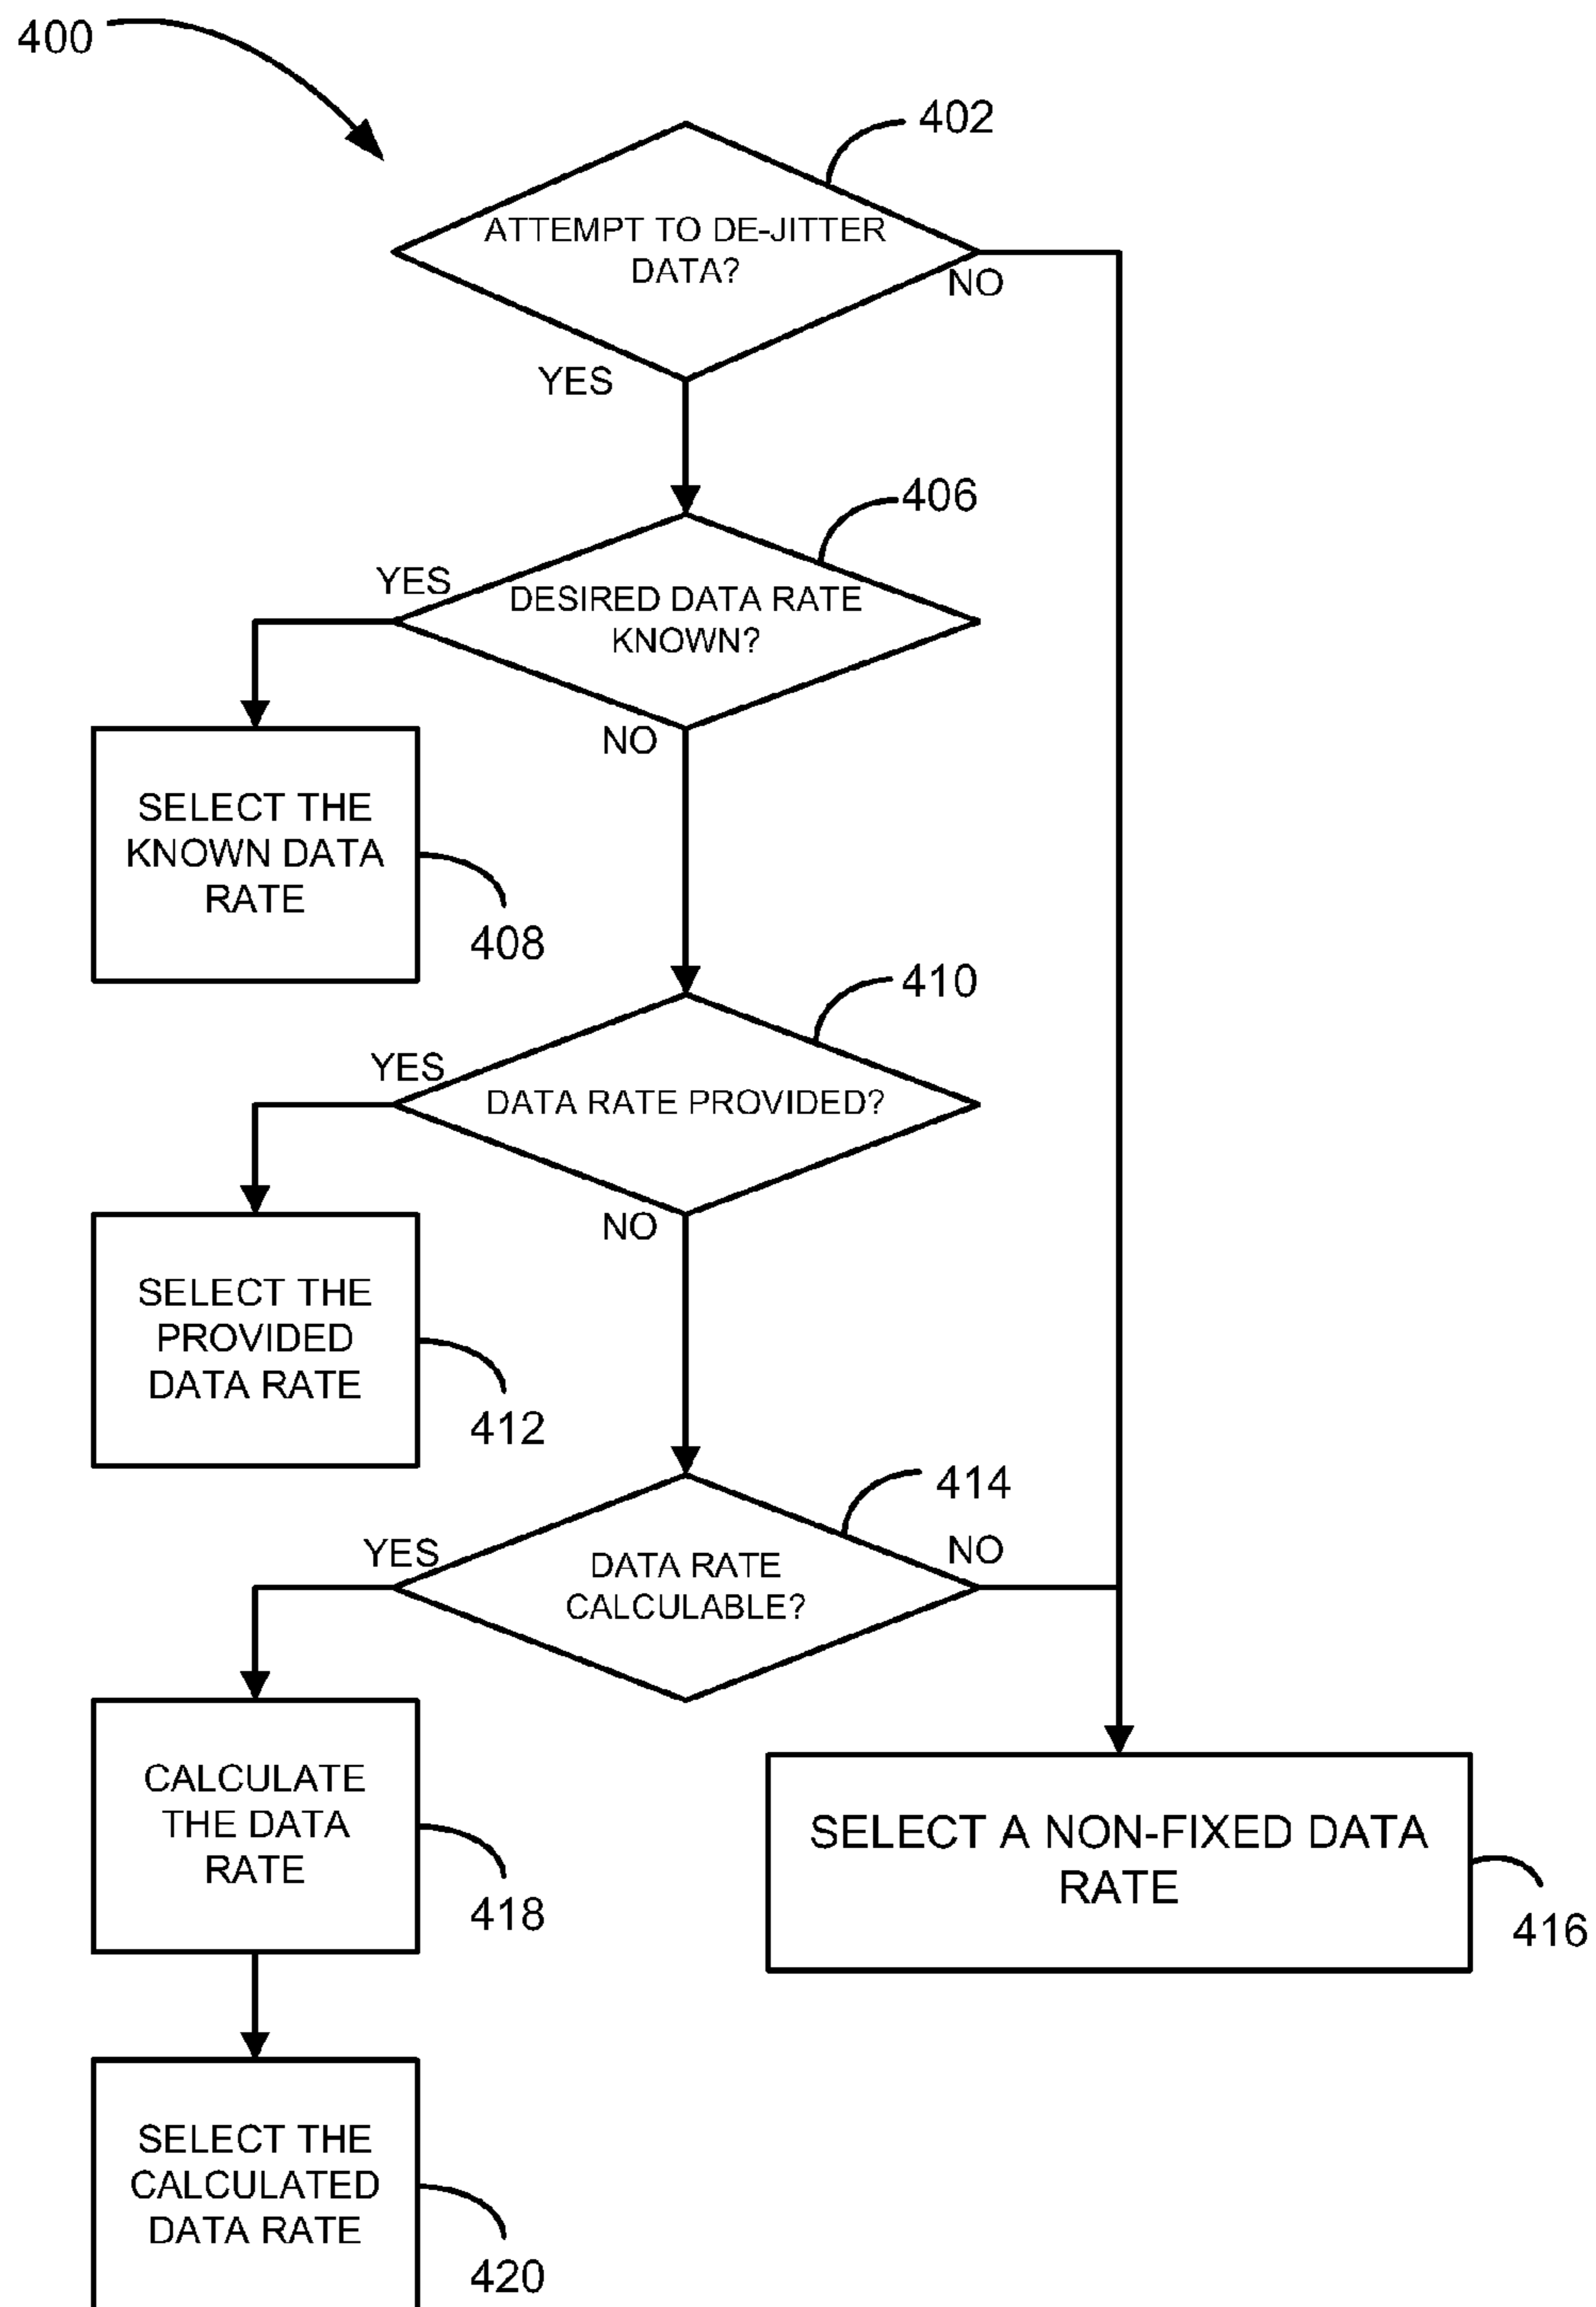 400
402
ATTEMPT TO DE-JITTER
DATA?
NO
YES
406
YES
DESIRED DATA RATE
KNOWN?
NO
SELECT THE
KNOWN DATA
RATE
408
410
YES
DATA RATE PROVIDED?
NO
SELECT THE
PROVIDED
DATA RATE
412
414
YES
NO
DATA RATE
CALCULABLE?
CALCULATE
THE DATA
RATE
418
SELECT A NON-FIXED DATA
RATE
416
SELECT THE
CALCULATED
DATA RATE
420